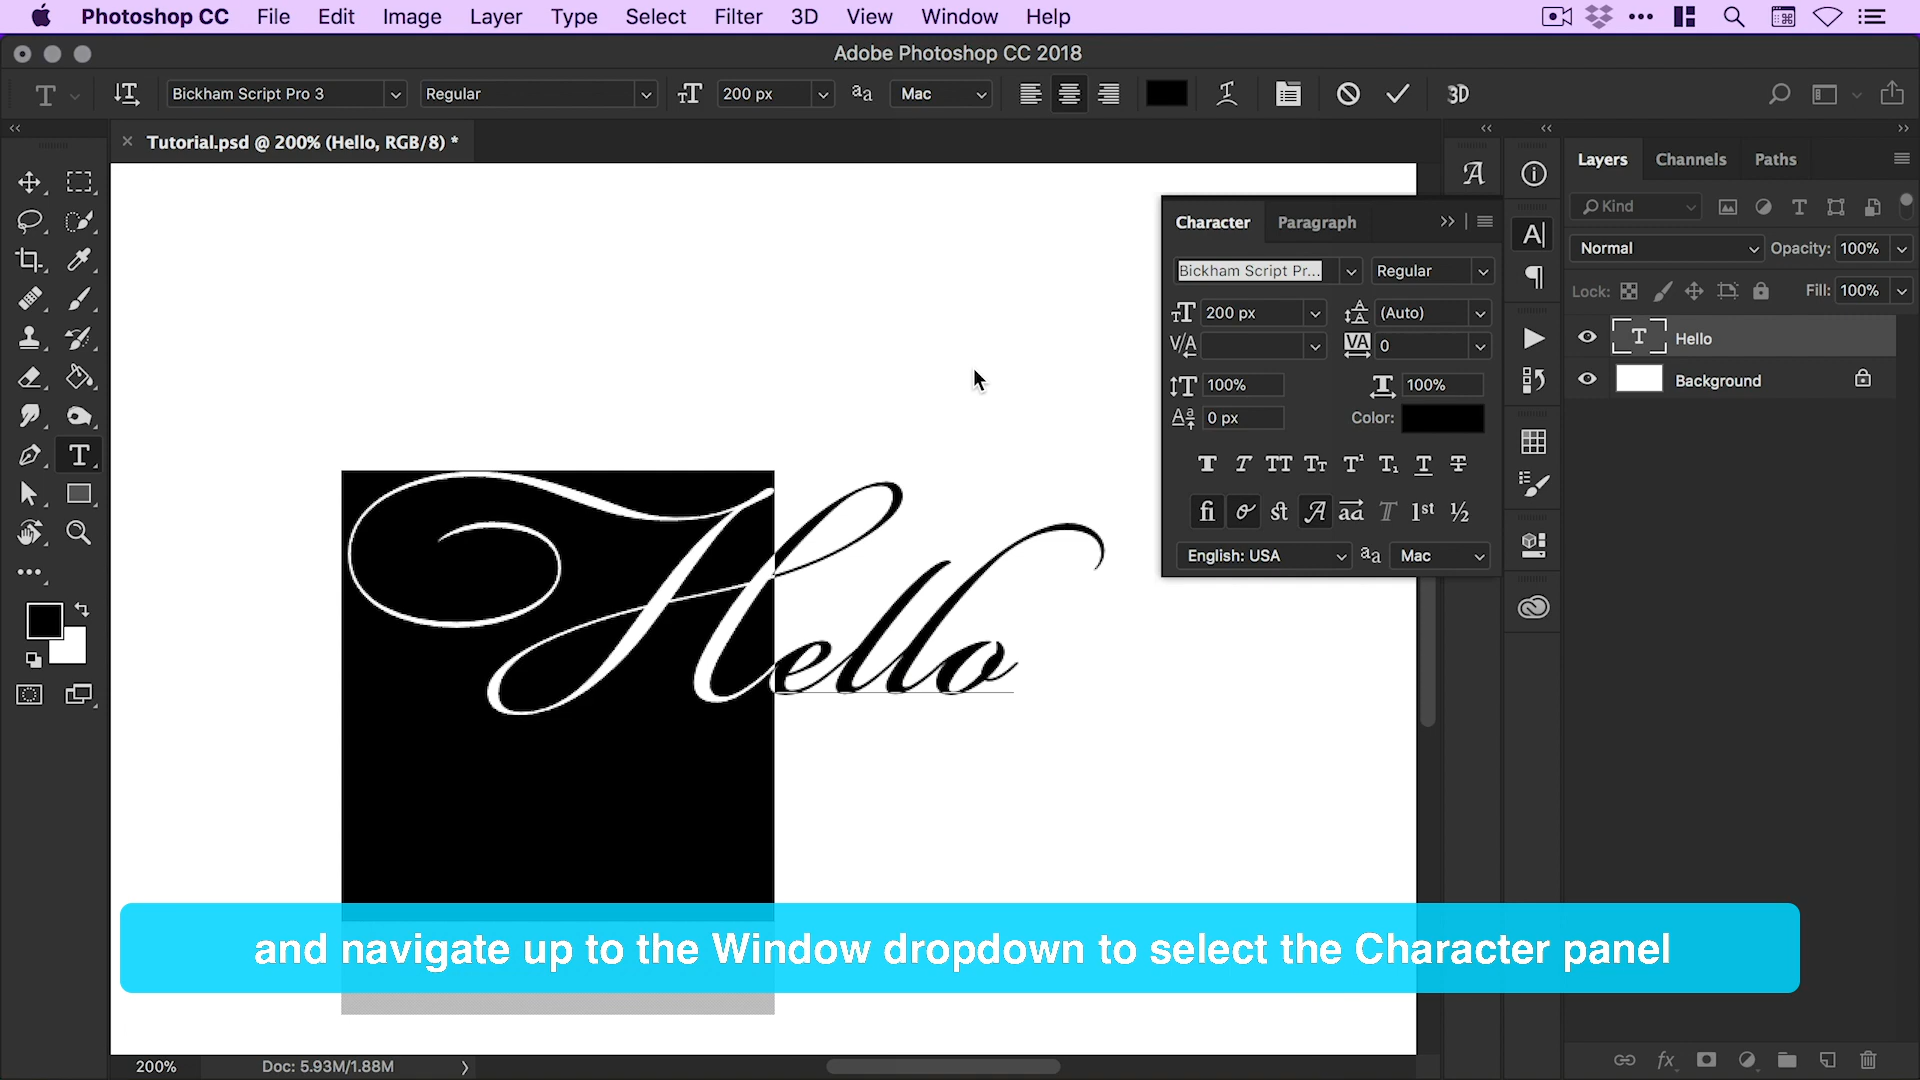 Photoshop CC File Edit Image Layer Type Select Filter 3D View Window Help
Adobe Photoshop CC 2018
Bickham Script Pro 3 Regular 200 px Mac 3D
Tutorial.psd @ 200% (Hello, RGB/8) *
Layers Channels Paths
Kind
Normal Opacity: 100%
Lock: Fill: 100%
Hello
Background
Character Paragraph
Bickham Script Pr... Regular
200 px (Auto)
0
100% 100%
0 px Color:
English: USA Mac
Hello
and navigate up to the Window dropdown to select the Character panel
200% Doc: 5.93M/1.88M